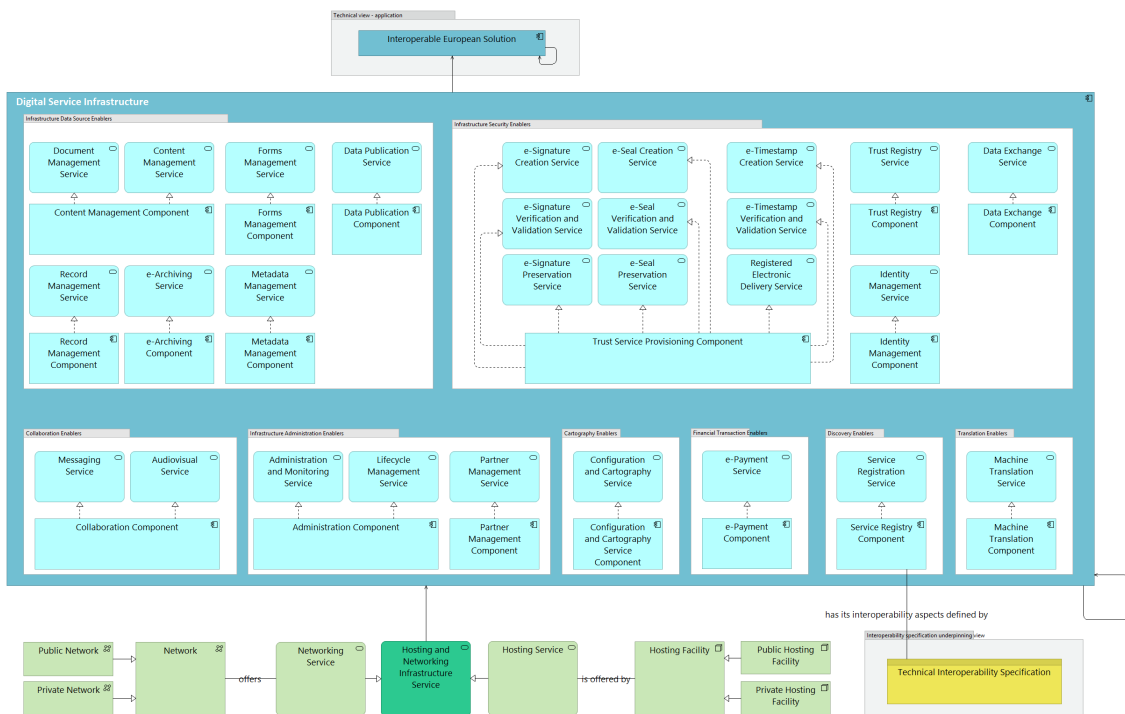 Technical view - application
Interoperable European Solution
Digital Service Infrastructure
Infrastructure Data Source Enablers
Document
Management
Service
Content
Management
Service
Forms
Management
Service
Data Publication
Service
Content Management Component
Forms
Management
Component
Data Publication
Component
Record
Management
Service
e-Archiving
Service
Metadata
Management
Service
Record
Management
Component
e-Archiving
Component
Metadata
Management
Component
Infrastructure Security Enablers
e-Signature
Creation Service
e-Seal Creation
Service
e-Timestamp
Creation Service
Trust Registry
Service
Data Exchange
Service
e-Signature
Verification and
Validation Service
e-Seal
Verification and
Validation Service
e-Timestamp
Verification and
Validation Service
Trust Registry
Component
Data Exchange
Component
e-Signature
Preservation
Service
e-Seal
Preservation
Service
Registered
Electronic
Delivery Service
Identity
Management
Service
Trust Service Provisioning Component
Identity
Management
Component
Collaboration Enablers
Messaging
Service
Audiovisual
Service
Collaboration Component
Infrastructure Administration Enablers
Administration
and Monitoring
Service
Lifecycle
Management
Service
Partner
Management
Service
Administration Component
Partner
Management
Component
Cartography Enablers
Configuration
and Cartography
Service
Configuration
and Cartography
Service
Component
Financial Transaction Enablers
e-Payment
Service
e-Payment
Component
Discovery Enablers
Service
Registration
Service
Service Registry
Component
Translation Enablers
Machine
Translation
Service
Machine
Translation
Component
has its interoperability aspects defined by
Public Network
Private Network
Network
offers
Networking
Service
Hosting and
Networking
Infrastructure
Service
Hosting Service
is offered by
Hosting Facility
Public Hosting
Facility
Private Hosting
Facility
Interoperability specification underpinning view
Technical Interoperability Specification